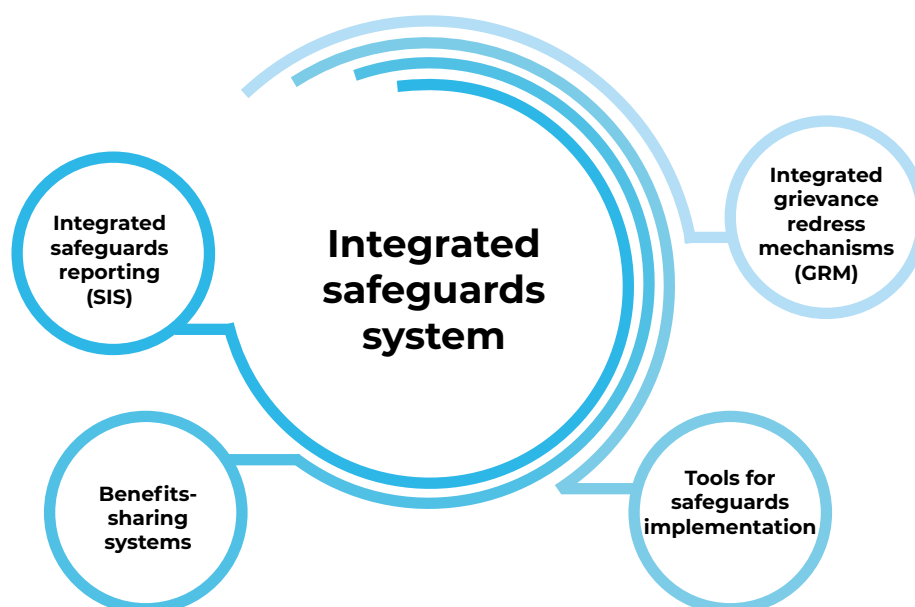 Integrated
safeguards
system
Integrated
safeguards
reporting
(SIS)
Integrated
grievance
redress
mechanisms
(GRM)
Benefits-
sharing
systems
Tools for
safeguards
implementation